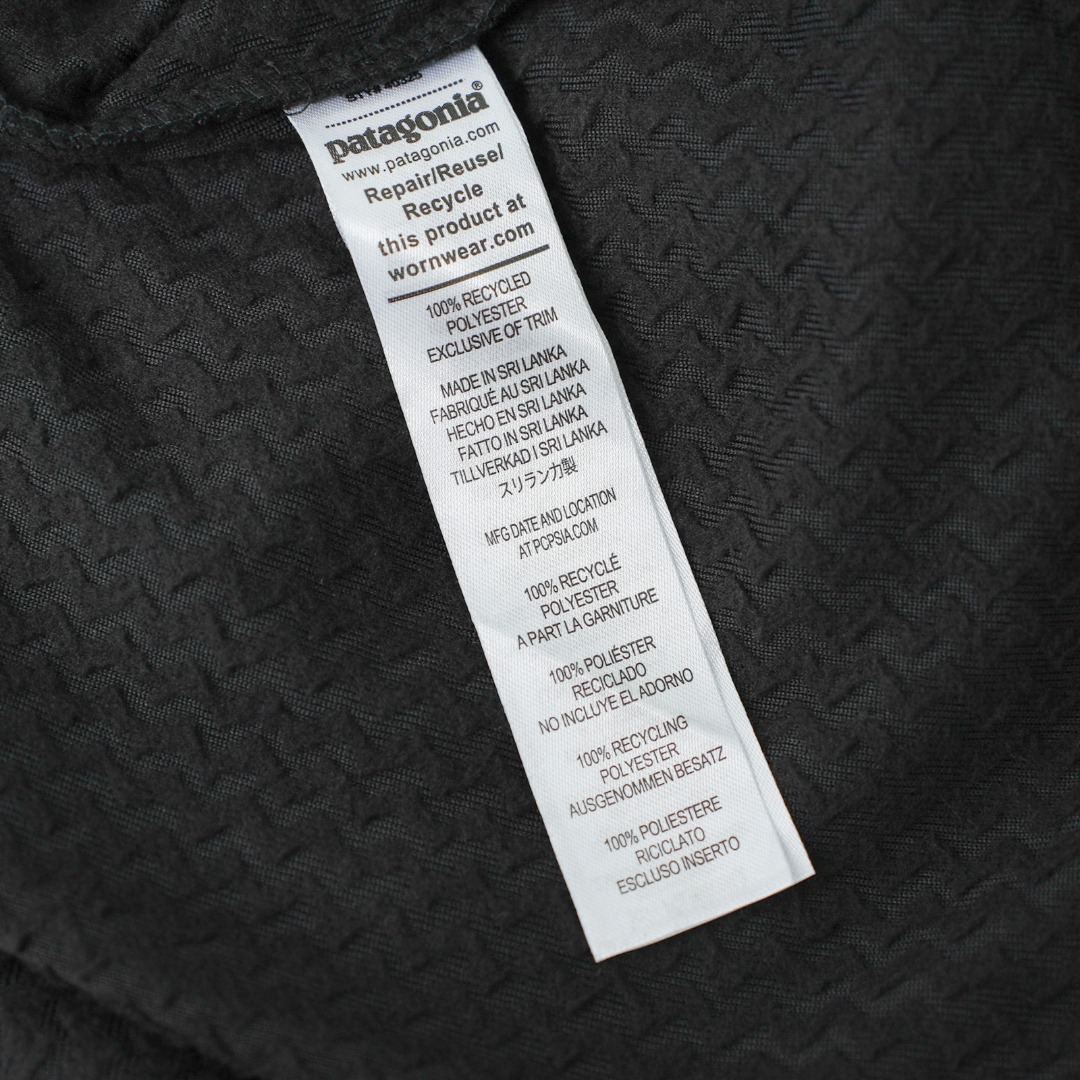 STY# 40325
patagonia®
www.patagonia.com
Repair/Reuse/
Recycle
this product at
wornwear.com
100% RECYCLED
POLYESTER
EXCLUSIVE OF TRIM
MADE IN SRI LANKA
FABRIQUÉ AU SRI LANKA
HECHO EN SRI LANKA
FATTO IN SRI LANKA
TILLVERKAD I SRI LANKA
スリランカ製
MFG DATE AND LOCATION
AT PCPSIA.COM
100% RECYCLÉ
POLYESTER
A PART LA GARNITURE
100% POLIÉSTER
RECICLADO
NO INCLUYE EL ADORNO
100% RECYCLING
POLYESTER
AUSGENOMMEN BESATZ
100% POLIESTERE
RICICLATO
ESCLUSO INSERTO